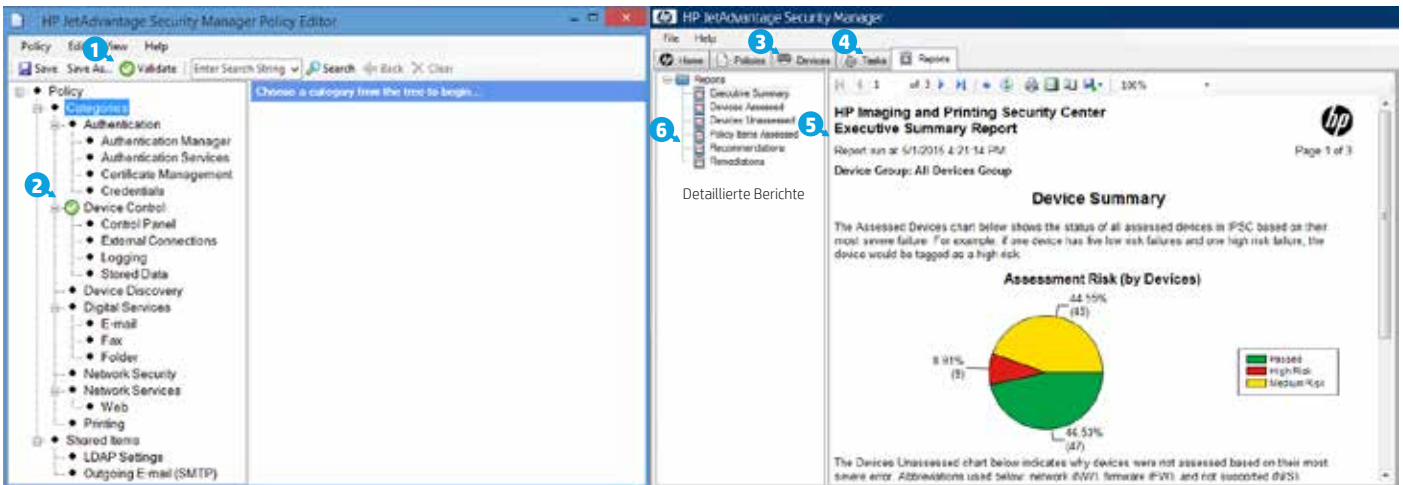 HP JetAdvantage Security Manager Policy Editor
Policy Edit View Help
1
Save Save As... Validate Enter Search String Search Back Clear
Policy
Choose a category from the tree to begin...
Categories
Authentication
Authentication Manager
Authentication Services
Certificate Management
Credentials
2
Device Control
Control Panel
External Connections
Logging
Stored Data
Device Discovery
Digital Services
E-mail
Fax
Folder
Network Security
Network Services
Web
Printing
Shared Items
LDAP Settings
Outgoing E-mail (SMTP)
HP JetAdvantage Security Manager
File Help
3
4
Home Policies Devices Tasks Reports
Reports
Executive Summary
Devices Assessed
Devices Unassessed
Policy Items Assessed
Recommendations
Remediations
6
Detaillierte Berichte
1 of 3 100%
5
HP Imaging and Printing Security Center
Executive Summary Report
hp
Report run at 5/1/2015 4:21:14 PM
Page 1 of 3
Device Group: All Devices Group
Device Summary
The Assessed Devices chart below shows the status of all assessed devices in IPSC based on their
most severe failure. For example, if one device has five low risk failures and one high risk failure, the
device would be tagged as a high risk.
Assessment Risk (by Devices)
44.55%
(45)
8.91%
(9)
46.53%
(47)
Passed
High Risk
Medium Risk
The Devices Unassessed chart below indicates why devices were not assessed based on their most
severe error. Abbreviations used below: network (NW), firmware (FW), and not supported (N/S).